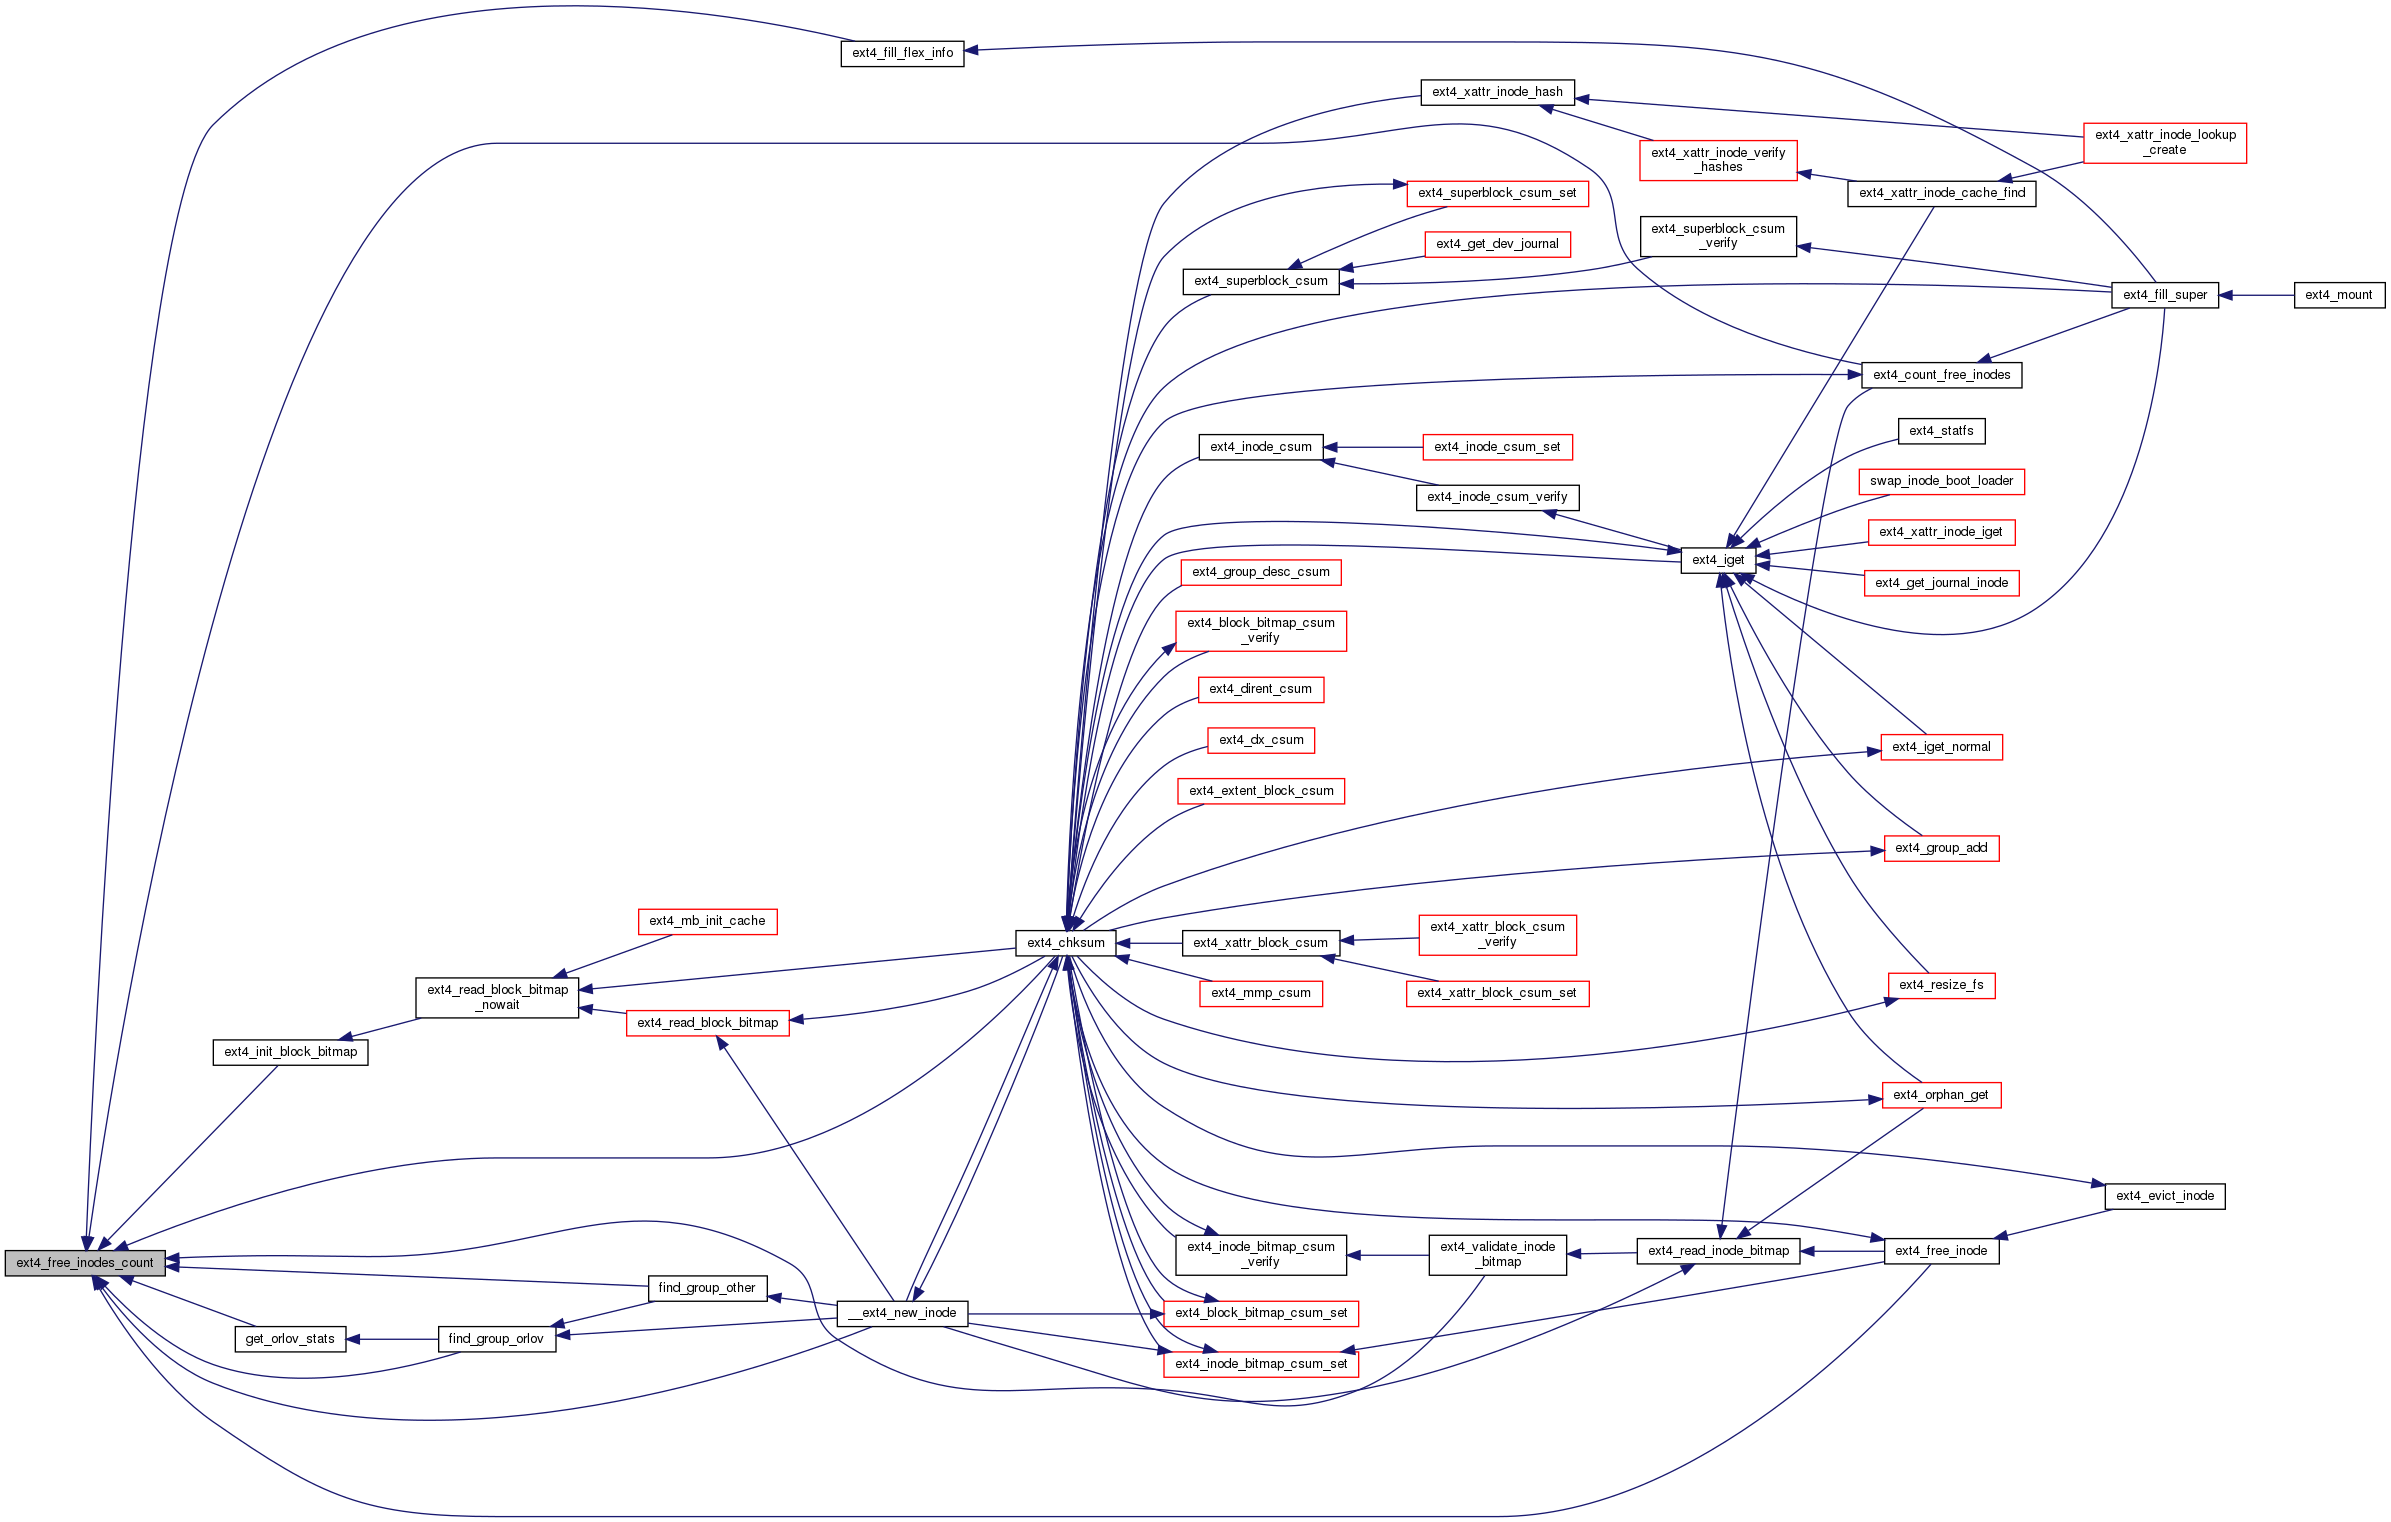 ext4_fill_flex_info
ext4_xattr_inode_hash
ext4_xattr_inode_lookup
_create
ext4_xattr_inode_verify
_hashes
ext4_xattr_inode_cache_find
ext4_superblock_csum_set
ext4_superblock_csum
_verify
ext4_get_dev_journal
ext4_superblock_csum
ext4_fill_super
ext4_mount
ext4_count_free_inodes
ext4_statfs
ext4_inode_csum
ext4_inode_csum_set
swap_inode_boot_loader
ext4_inode_csum_verify
ext4_xattr_inode_iget
ext4_iget
ext4_group_desc_csum
ext4_get_journal_inode
ext4_block_bitmap_csum
_verify
ext4_dirent_csum
ext4_dx_csum
ext4_iget_normal
ext4_extent_block_csum
ext4_group_add
ext4_mb_init_cache
ext4_chksum
ext4_xattr_block_csum
ext4_xattr_block_csum
_verify
ext4_read_block_bitmap
_nowait
ext4_mmp_csum
ext4_xattr_block_csum_set
ext4_resize_fs
ext4_read_block_bitmap
ext4_init_block_bitmap
ext4_orphan_get
ext4_evict_inode
ext4_free_inodes_count
ext4_inode_bitmap_csum
_verify
ext4_validate_inode
_bitmap
ext4_read_inode_bitmap
ext4_free_inode
find_group_other
get_orlov_stats
find_group_orlov
__ext4_new_inode
ext4_block_bitmap_csum_set
ext4_inode_bitmap_csum_set